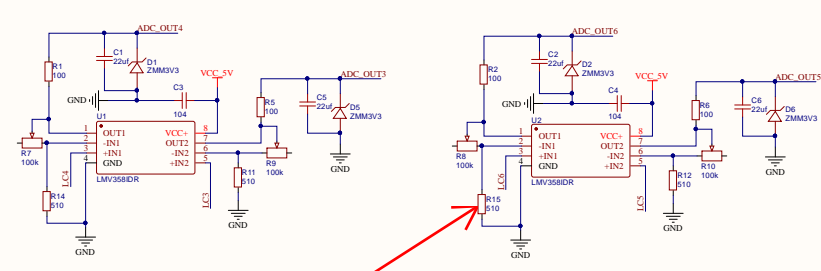 ADC_OUT4
R1
100
C1
22uf
D1
ZMM3V3
C3
104
VCC_5V
GND
U1
1 OUT1 VCC+ 8
2 -IN1 OUT2 7
3 +IN1 -IN2 6
4 GND +IN2 5
LMV358IDR
R7
100k
LC4
R14
510
GND
LC3
ADC_OUT3
R5
100
C5
22uf
D5
ZMM3V3
GND
R9
100k
R11
510
GND
ADC_OUT6
R2
100
C2
22uf
D2
ZMM3V3
C4
104
VCC_5V
GND
U2
1 OUT1 VCC+ 8
2 -IN1 OUT2 7
3 +IN1 -IN2 6
4 GND +IN2 5
LMV358IDR
R8
100k
LC6
R15
510
GND
LC5
ADC_OUT5
R6
100
C6
22uf
D6
ZMM3V3
GND
R10
100k
R12
510
GND